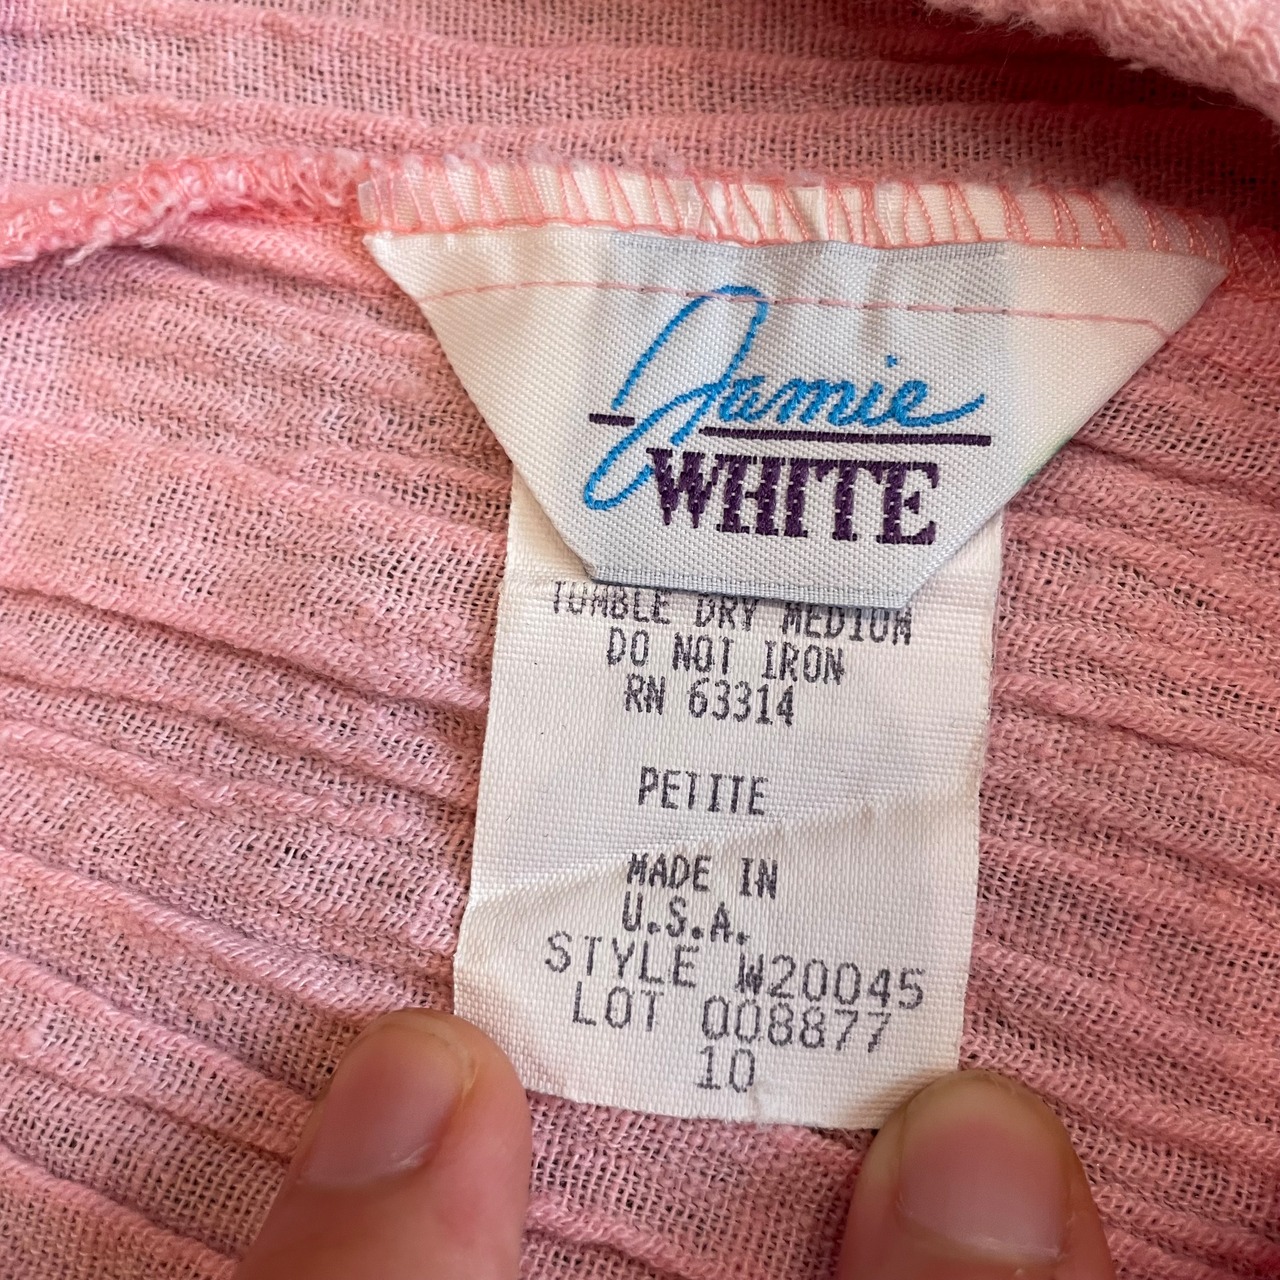 Jamie
WHITE
TUMBLE DRY MEDIUM
DO NOT IRON
RN 63314
PETITE
MADE IN
U.S.A.
STYLE W20045
LOT 008877
10